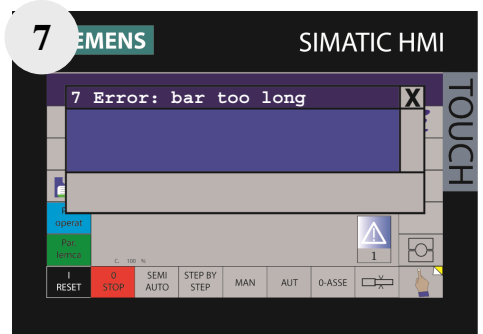 7
EMENS
SIMATIC HMI
TOUCH
7 Error: bar too long
X
operat
Par.
lemca
C. 100 %
1
I
RESET
0
STOP
SEMI
AUTO
STEP BY
STEP
MAN
AUT
0-ASSE